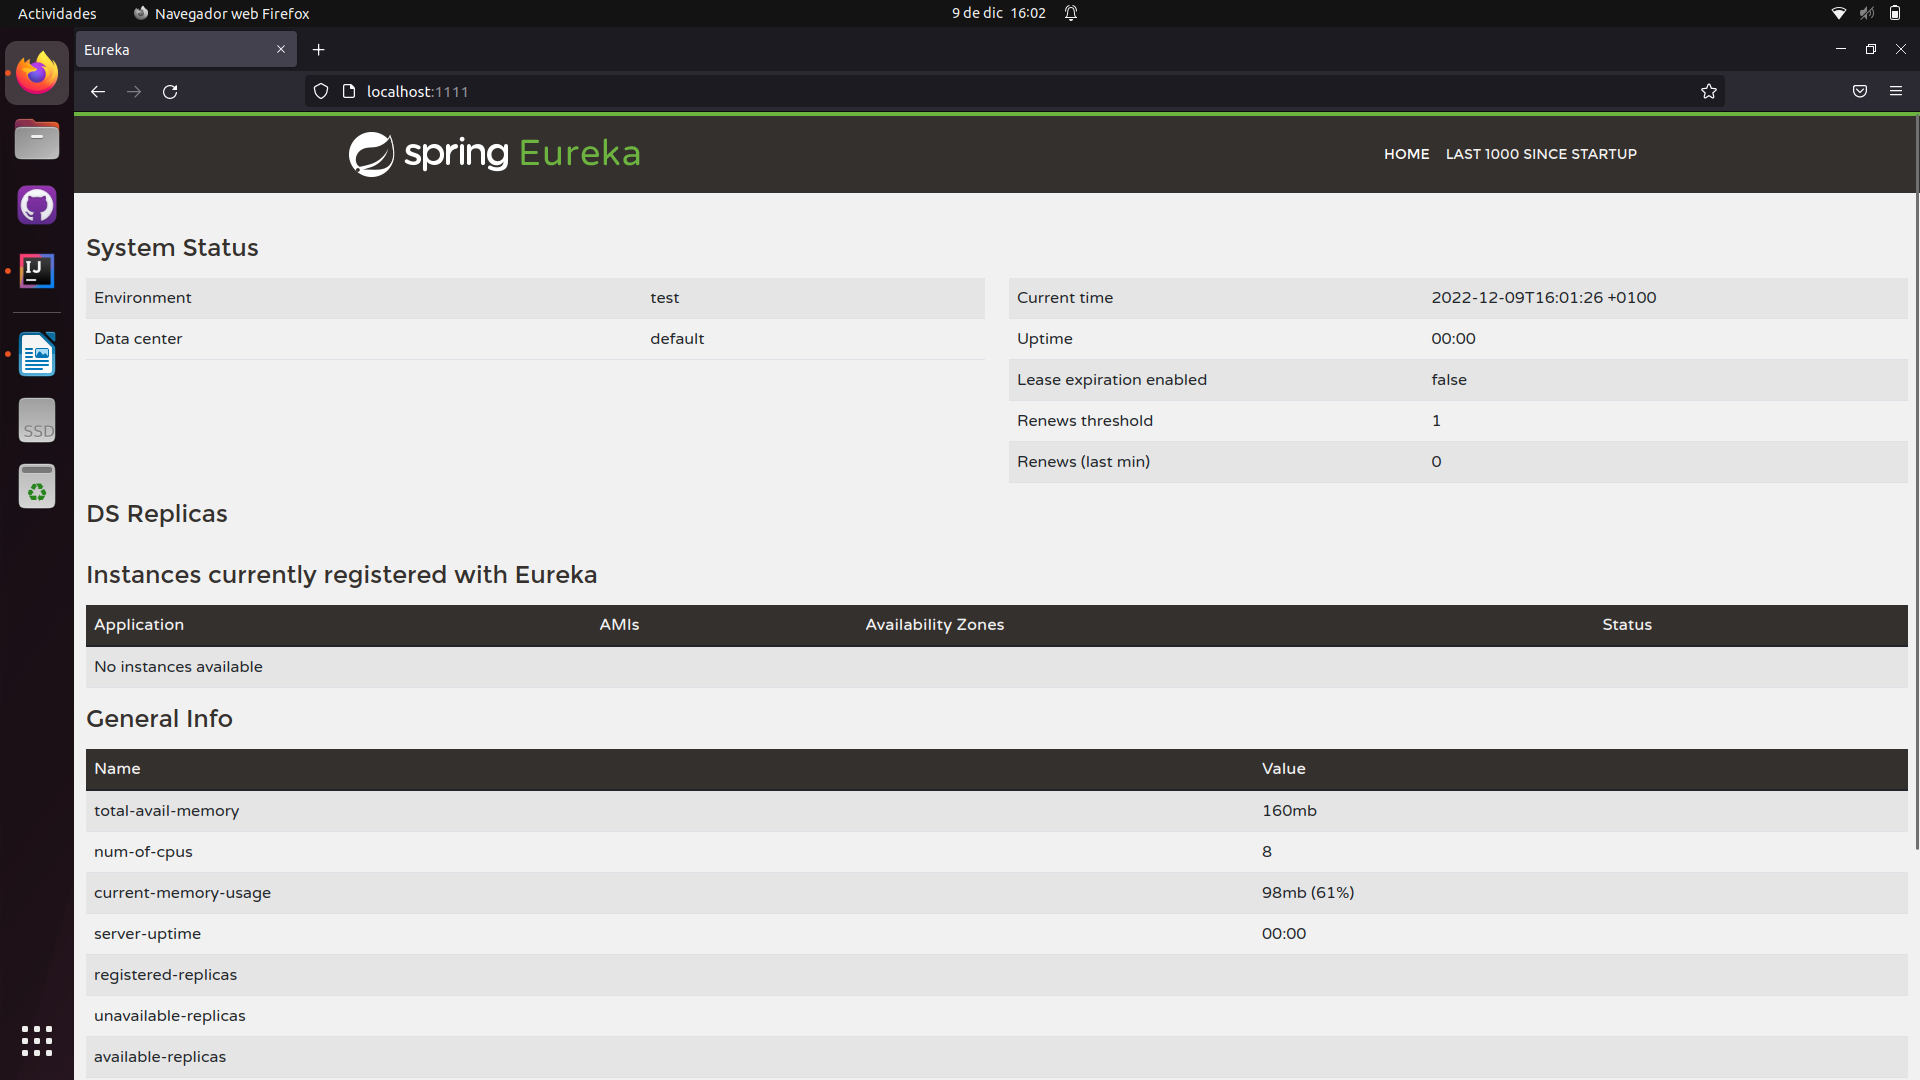 Actividades Navegador web Firefox 9 de dic 16:02
Eureka
localhost:1111
spring Eureka HOME LAST 1000 SINCE STARTUP
System Status
Environment test
Data center default
Current time 2022-12-09T16:01:26 +0100
Uptime 00:00
Lease expiration enabled false
Renews threshold 1
Renews (last min) 0
DS Replicas
Instances currently registered with Eureka
Application AMIs Availability Zones Status
No instances available
General Info
Name Value
total-avail-memory 160mb
num-of-cpus 8
current-memory-usage 98mb (61%)
server-uptime 00:00
registered-replicas
unavailable-replicas
available-replicas
IJ
SSD